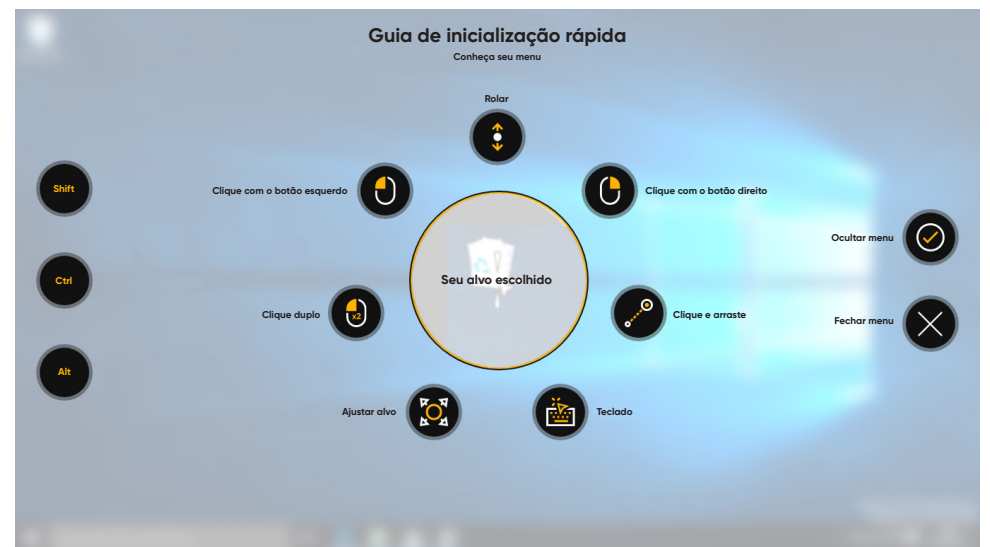 Guia de inicialização rápida
Conheça seu menu
Rolar
Shift
Clique com o botão esquerdo
Clique com o botão direito
Ocultar menu
Ctrl
Seu alvo escolhido
Clique duplo
x2
Clique e arraste
Fechar menu
Alt
Ajustar alvo
Teclado